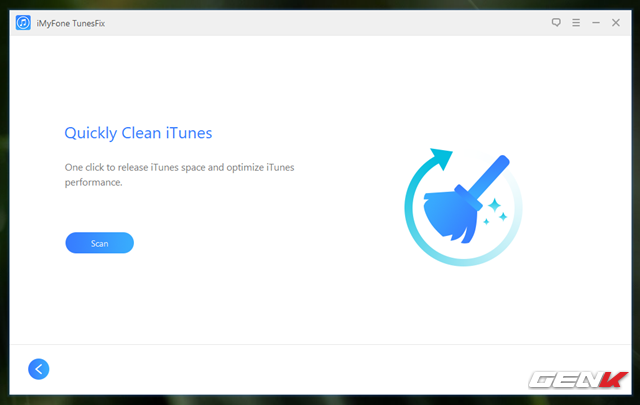 iMyFone TunesFix
Quickly Clean iTunes
One click to release iTunes space and optimize iTunes
performance.
Scan
GENK